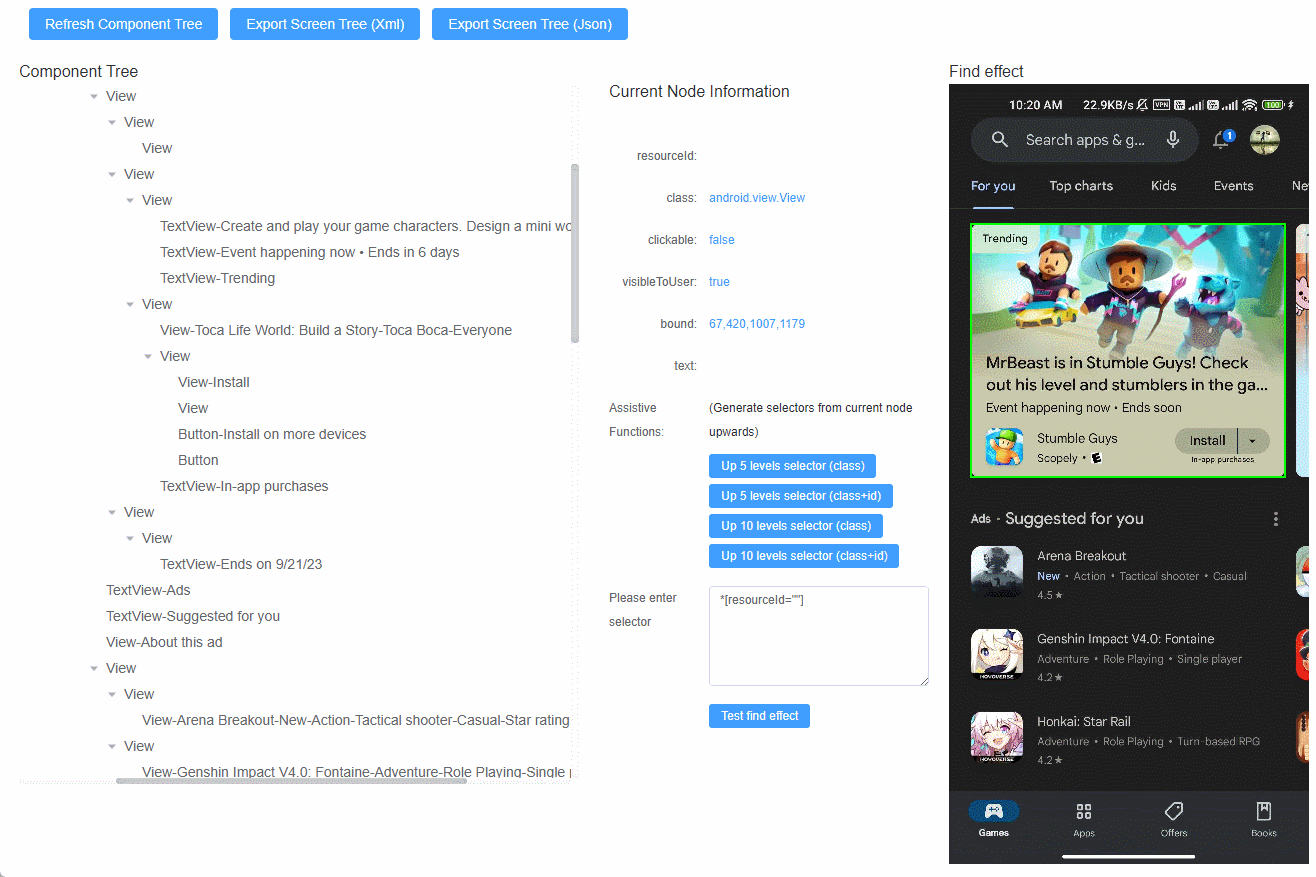 Refresh Component Tree
Export Screen Tree (Xml)
Export Screen Tree (Json)
Component Tree
View
View
View
View
View
TextView-Create and play your game characters. Design a mini wo
TextView-Event happening now • Ends in 6 days
TextView-Trending
View
View-Toca Life World: Build a Story-Toca Boca-Everyone
View
View-Install
View
Button-Install on more devices
Button
TextView-In-app purchases
View
View
TextView-Ends on 9/21/23
TextView-Ads
TextView-Suggested for you
View-About this ad
View
View
View-Arena Breakout-New-Action-Tactical shooter-Casual-Star rating
View
View-Genshin Impact V4.0: Fontaine-Adventure-Role Playing-Single
Current Node Information
resourceId:
class: android.view.View
clickable: false
visibleToUser: true
bound: 67,420,1007,1179
text:
Assistive Functions:
(Generate selectors from current node
upwards)
Up 5 levels selector (class)
Up 5 levels selector (class+id)
Up 10 levels selector (class)
Up 10 levels selector (class+id)
Please enter
selector
*[resourceId=""]
Test find effect
Find effect
10:20 AM 22.9KB/s VPN 100
Search apps & g...
1
For you Top charts Kids Events Ne
Trending
MrBeast is in Stumble Guys! Check
out his level and stumblers in the ga...
Event happening now • Ends soon
Stumble Guys
Scopely • E
Install
In-app purchases
Ads · Suggested for you
Arena Breakout
New • Action • Tactical shooter • Casual
4.5★
Genshin Impact V4.0: Fontaine
Adventure • Role Playing • Single player
4.2★
HOYOVERSE
Honkai: Star Rail
Adventure • Role Playing • Turn-based RPG
4.2★
HOYOVERSE
Games Apps Offers Books